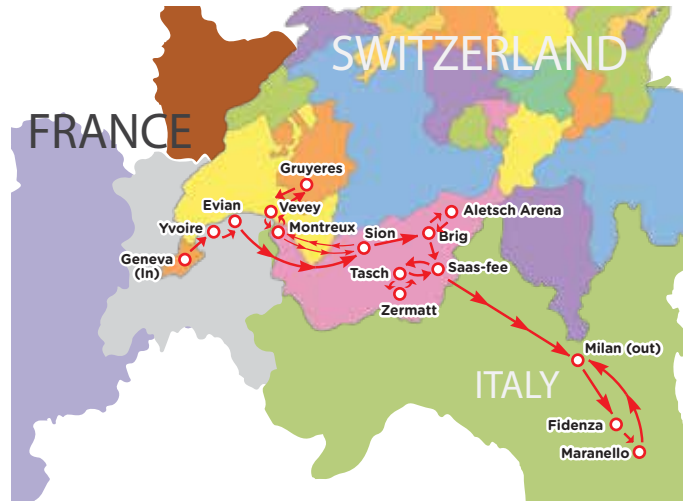 SWITZERLAND
FRANCE
Gruyeres
Evian
Vevey
Aletsch Arena
Yvoire
Montreux
Sion
Brig
Geneva
(In)
Tasch
Saas-fee
Zermatt
Milan (out)
ITALY
Fidenza
Maranello